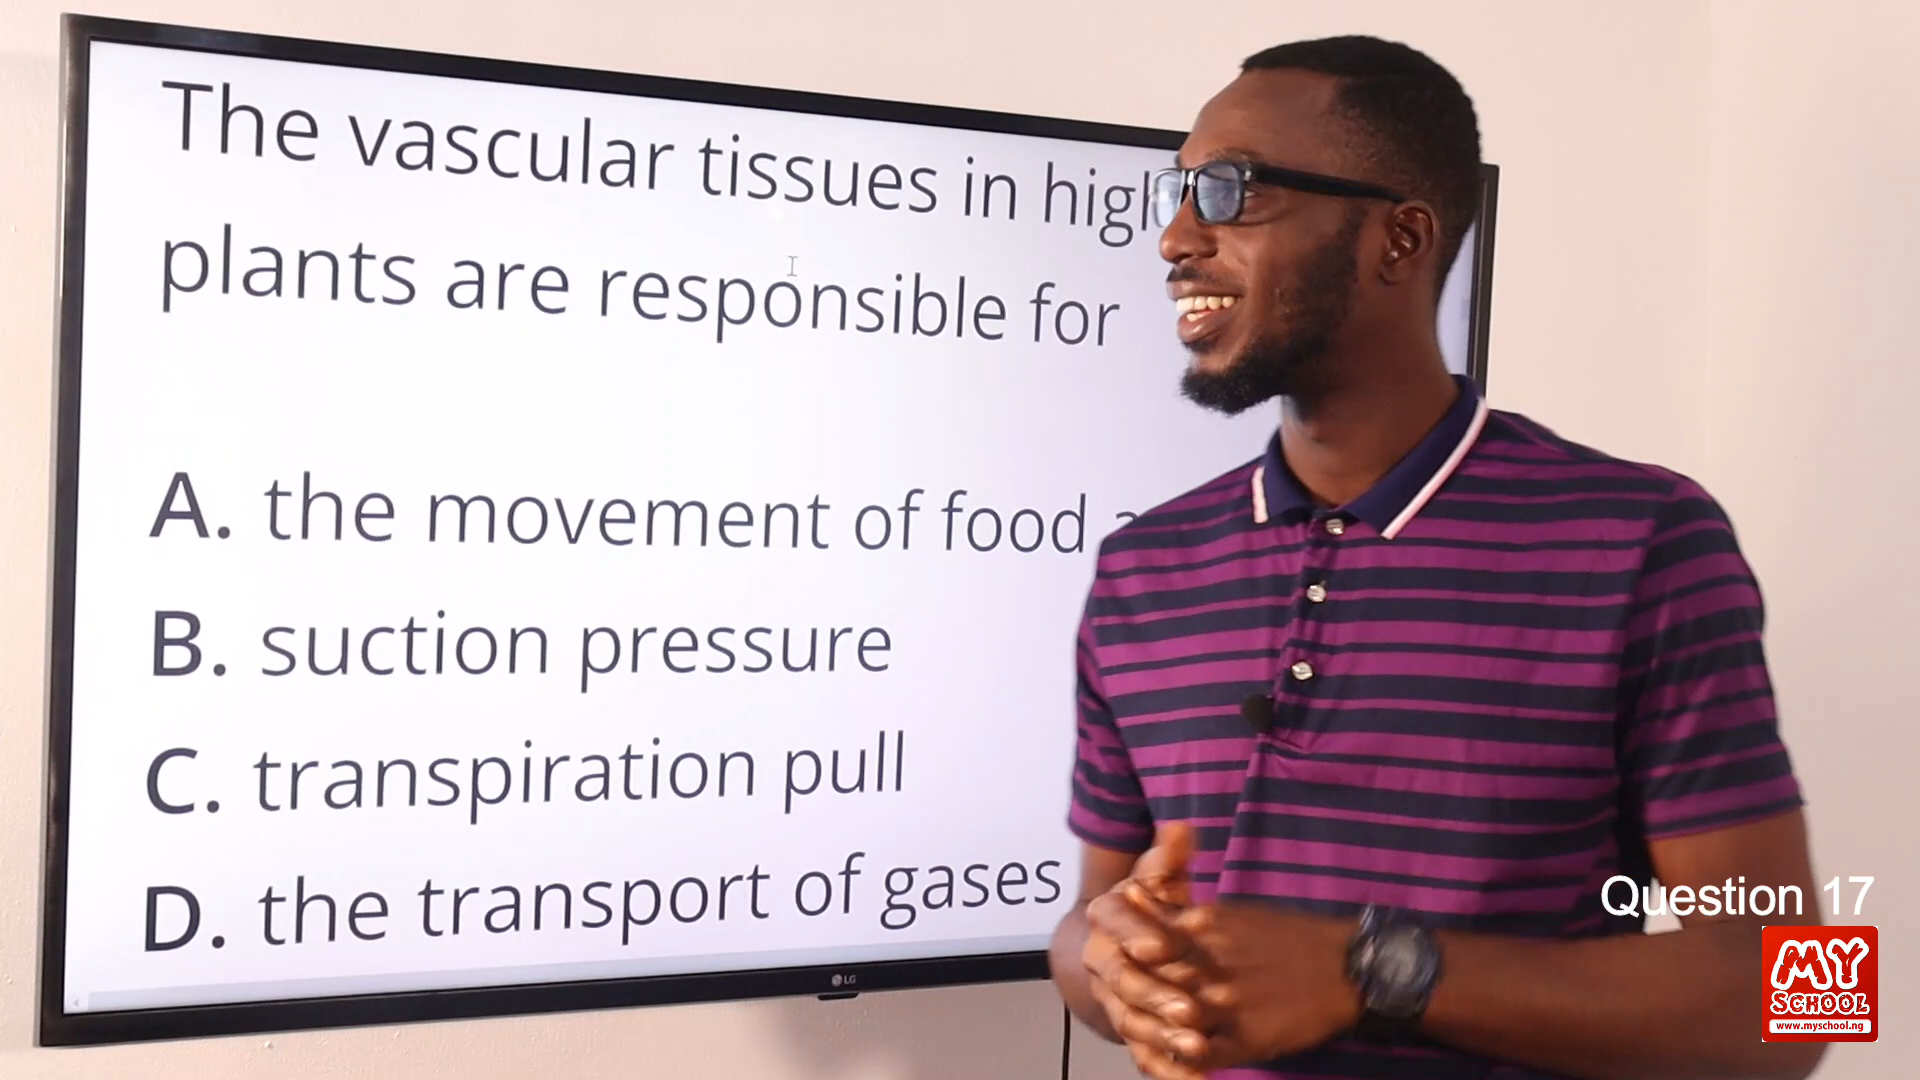 The vascular tissues in
plants are responsible for
A. the movement of food
B. suction pressure
C. transpiration pull
D. the transport of gases
LG
Question 17
MY
SCHOOL
www.myschool.ng